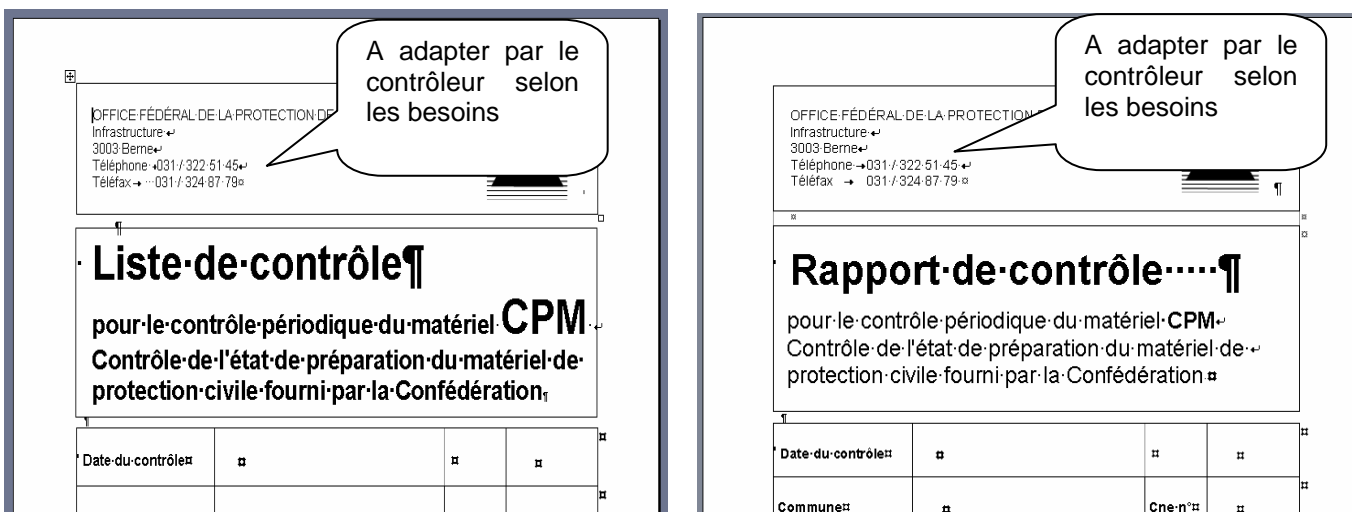 A adapter par le
contrôleur selon
les besoins
OFFICE FÉDÉRAL DE LA PROTECTION DE
Infrastructure
3003 Berne
Téléphone 031 / 322 51 45
Téléfax 031 / 324 87 79
Liste de contrôle
pour le contrôle périodique du matériel CPM
Contrôle de l'état de préparation du matériel de
protection civile fourni par la Confédération
Date du contrôle
A adapter par le
contrôleur selon
les besoins
OFFICE FÉDÉRAL DE LA PROTECTION
Infrastructure
3003 Berne
Téléphone 031 / 322 51 45
Téléfax 031 / 324 87 79
Rapport de contrôle
pour le contrôle périodique du matériel CPM
Contrôle de l'état de préparation du matériel de
protection civile fourni par la Confédération
Date du contrôle
Commune Cne n°